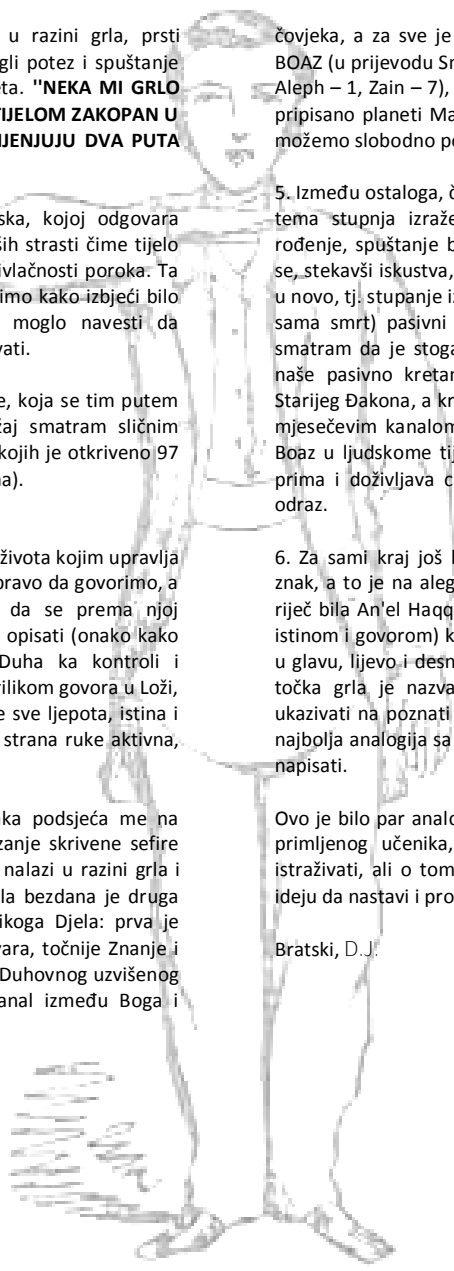 u razini grla, prsti
gli potez i spuštanje
eta. "NEKA MI GRLO
TIJELOM ZAKOPAN U
MJENJUJU DVA PUTA
ska, kojoj odgovara
ših strasti čime tijelo
ivlačnosti poroka. Ta
imo kako izbjeći bilo
moglo navesti da
vati.
e, koja se tim putem
žaj smatram sličnim
kojih je otkriveno 97
na).
života kojim upravlja
pravo da govorimo, a
da se prema njoj
opisati (onako kako
Duha ka kontroli i
rilikom govora u Loži,
e sve ljepota, istina i
strana ruke aktivna,
aka podsjeća me na
zanje skrivene sefire
nalazi u razini grla i
la bezdana je druga
ikoga Djela: prva je
vara, točnije Znanje i
Duhovnog uzvišenog
anal između Boga i
čovjeka, a za sve je
BOAZ (u prijevodu Sn
Aleph – 1, Zain – 7),
pripisano planeti Ma
možemo slobodno po
5. Između ostaloga, č
tema stupnja izraže
rođenje, spuštanje b
se, stekavši iskustva,
u novo, tj. stupanje iz
sama smrt) pasivni
smatram da je stoga
naše pasivno kretan
Starijeg Đakona, a kr
mjesečevim kanalom
Boaz u ljudskome tij
prima i doživljava c
odraz.
6. Za sami kraj još
znak, a to je na aleg
riječ bila An'el Haqq
istinom i govorom) k
u glavu, lijevo i desn
točka grla je nazva
ukazivati na poznati
najbolja analogija sa
napisati.
Ovo je bilo par analo
primljenog učenika,
istraživati, ali o tom
ideju da nastavi i pro
Bratski, D.J.